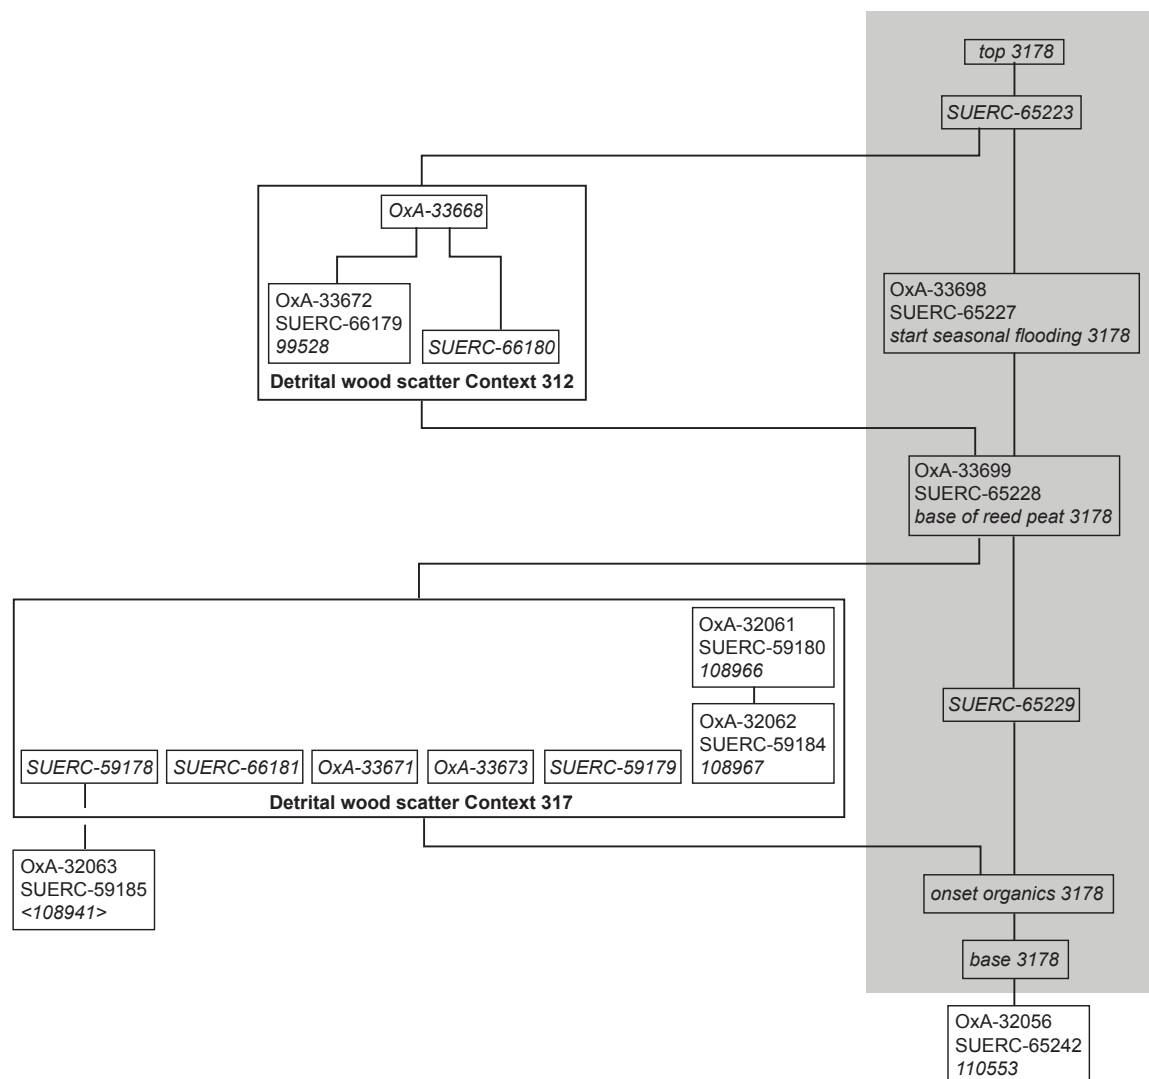 top 3178
SUERC-65223
OxA-33668
OxA-33672
SUERC-66179
99528
SUERC-66180
Detrital wood scatter Context 312
OxA-33698
SUERC-65227
start seasonal flooding 3178
OxA-33699
SUERC-65228
base of reed peat 3178
OxA-32061
SUERC-59180
108966
OxA-32062
SUERC-59184
108967
SUERC-59178
SUERC-66181
OxA-33671
OxA-33673
SUERC-59179
Detrital wood scatter Context 317
SUERC-65229
OxA-32063
SUERC-59185
<108941>
onset organics 3178
base 3178
OxA-32056
SUERC-65242
110553